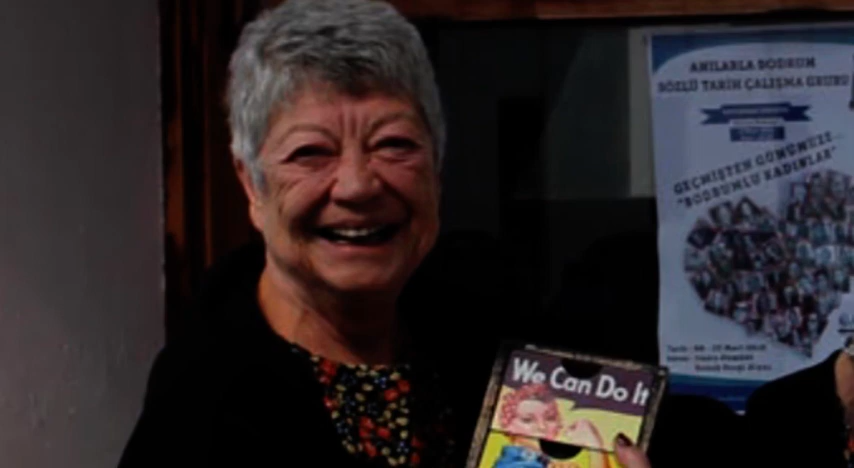 ANILARLA BODRUM
SÖZLÜ TARİH ÇALIŞMA GRUBU
GEÇMİŞTEN GÜNÜMÜZE...
"BODRUMLU KADINLAR"
We Can Do It